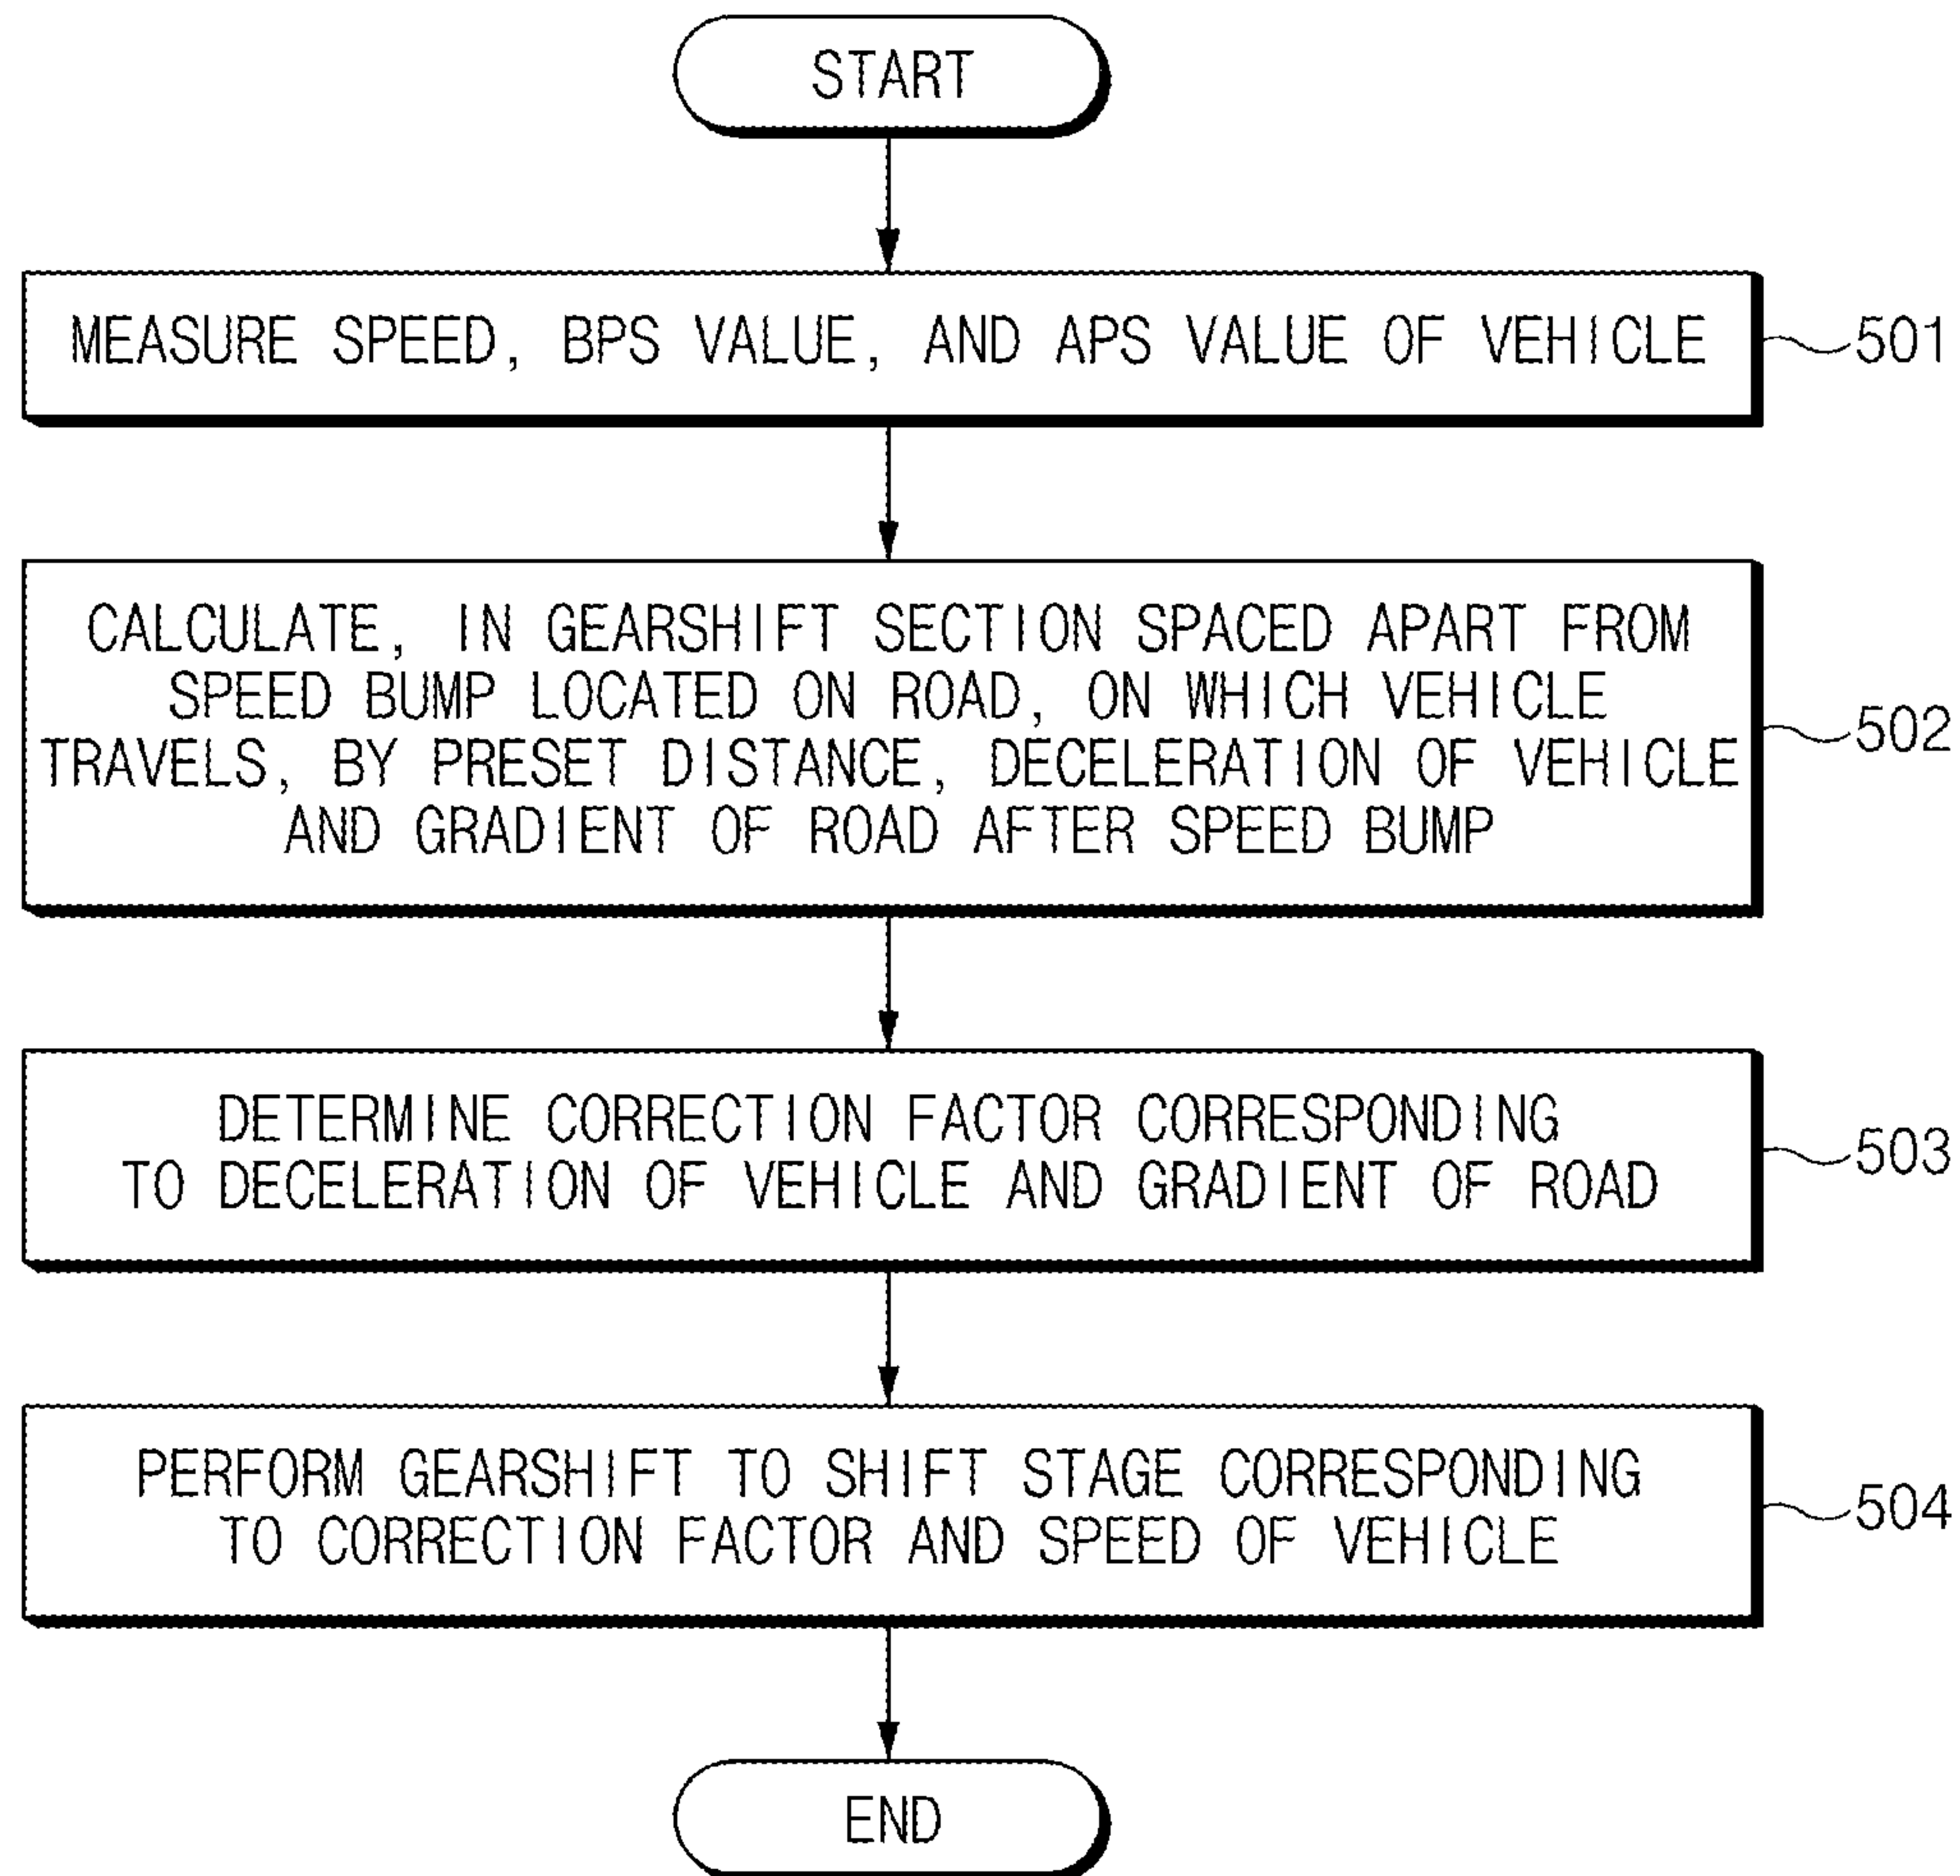 START
MEASURE SPEED, BPS VALUE, AND APS VALUE OF VEHICLE
501
CALCULATE, IN GEARSHIFT SECTION SPACED APART FROM
SPEED BUMP LOCATED ON ROAD, ON WHICH VEHICLE
TRAVELS, BY PRESET DISTANCE, DECELERATION OF VEHICLE
AND GRADIENT OF ROAD AFTER SPEED BUMP
502
DETERMINE CORRECTION FACTOR CORRESPONDING
TO DECELERATION OF VEHICLE AND GRADIENT OF ROAD
503
PERFORM GEARSHIFT TO SHIFT STAGE CORRESPONDING
TO CORRECTION FACTOR AND SPEED OF VEHICLE
504
END